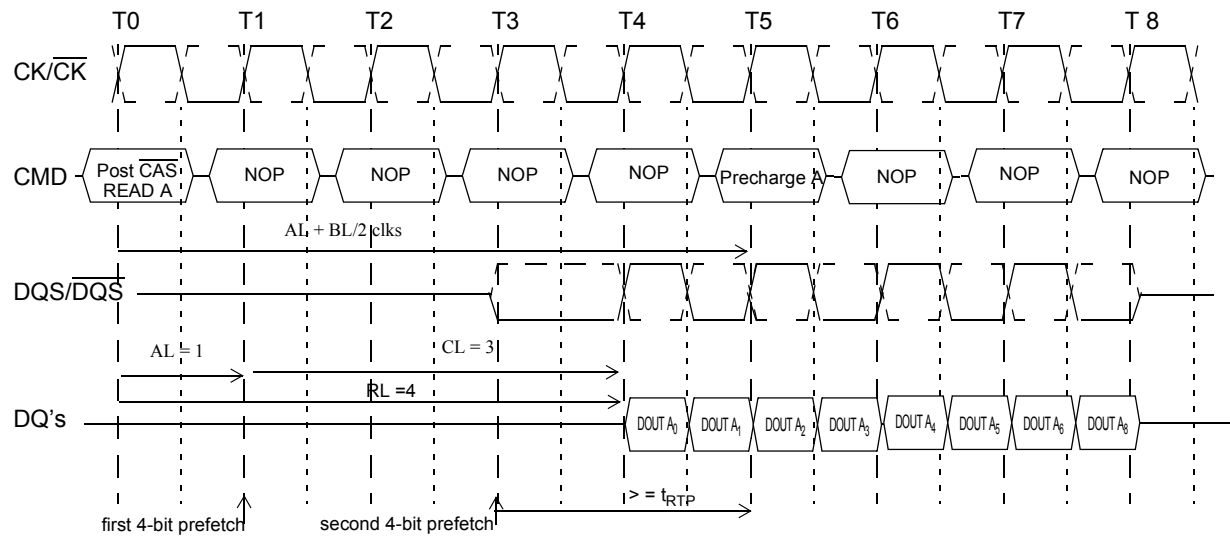 T0 T1 T2 T3 T4 T5 T6 T7 T 8
CK/CK
CMD
Post CAS
READ A
NOP
NOP
NOP
NOP
Precharge A
NOP
NOP
NOP
AL + BL/2 clks
DQS/DQS
AL = 1
CL = 3
RL =4
DQ's
DOUT A0
DOUT A1
DOUT A2
DOUT A3
DOUT A4
DOUT A5
DOUT A6
DOUT A8
> = tRTP
first 4-bit prefetch
second 4-bit prefetch